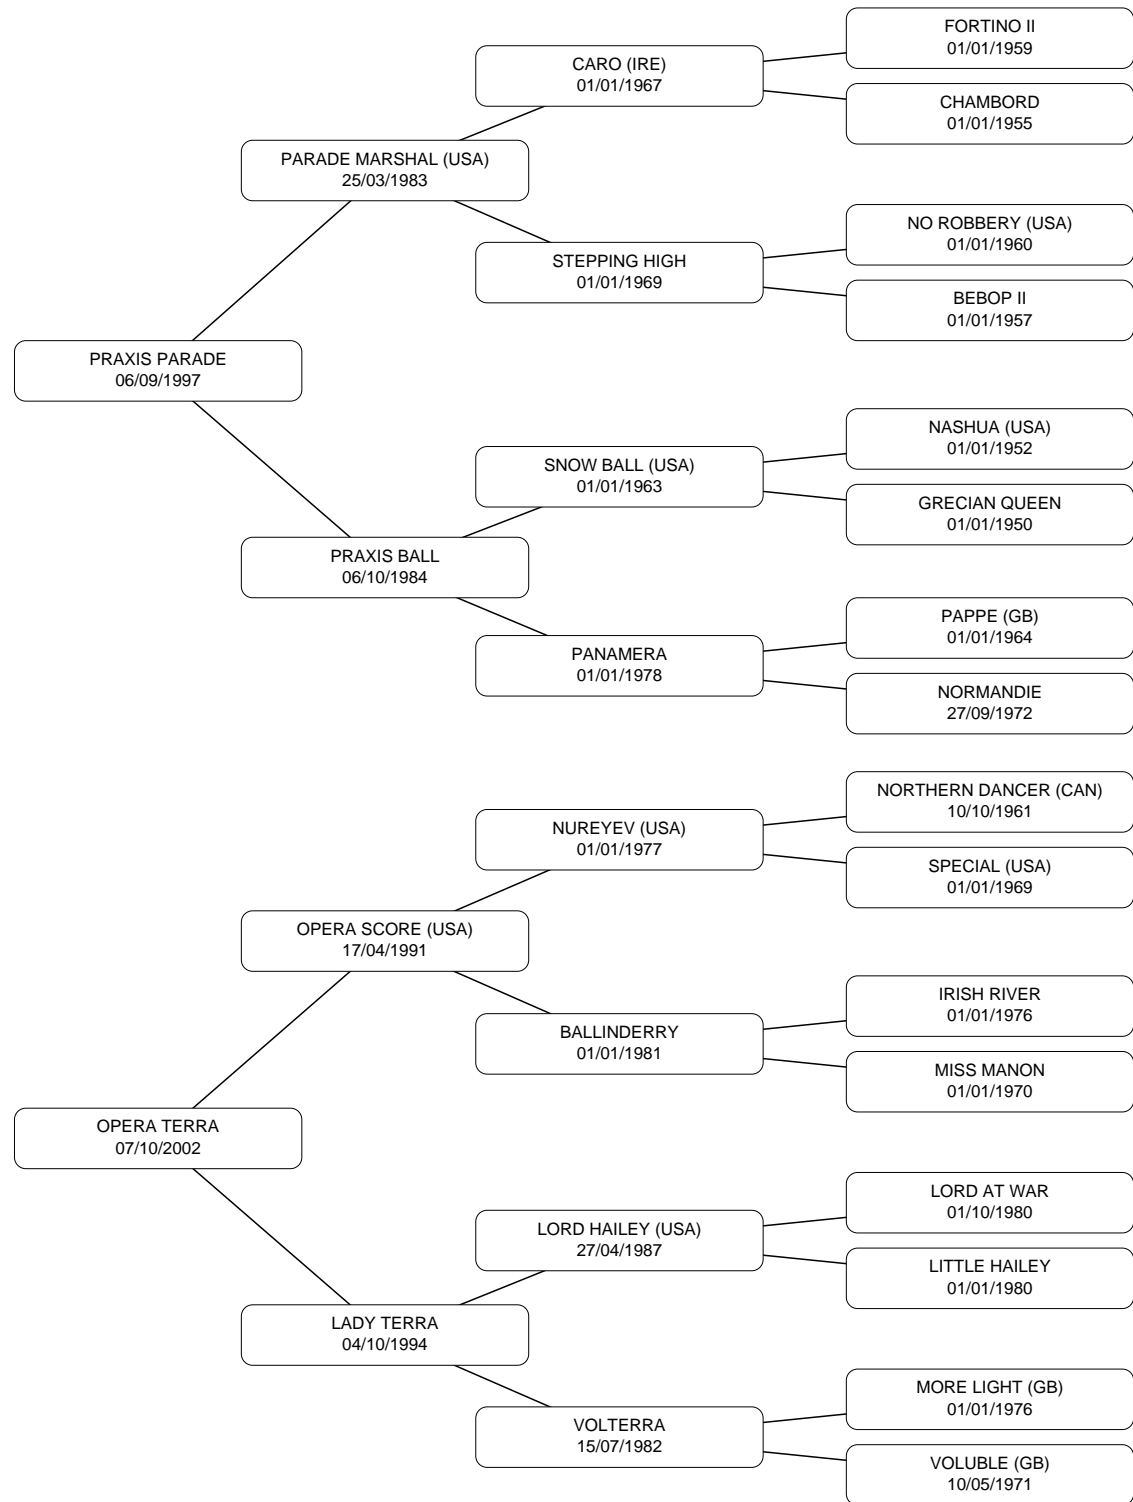 FORTINO II
01/01/1959
CARO (IRE)
01/01/1967
CHAMBORD
01/01/1955
PARADE MARSHAL (USA)
25/03/1983
NO ROBBERY (USA)
01/01/1960
STEPPING HIGH
01/01/1969
BEBOP II
01/01/1957
PRAXIS PARADE
06/09/1997
NASHUA (USA)
01/01/1952
SNOW BALL (USA)
01/01/1963
GRECIAN QUEEN
01/01/1950
PRAXIS BALL
06/10/1984
PAPPE (GB)
01/01/1964
PANAMERA
01/01/1978
NORMANDIE
27/09/1972
NORTHERN DANCER (CAN)
10/10/1961
NUREYEV (USA)
01/01/1977
SPECIAL (USA)
01/01/1969
OPERA SCORE (USA)
17/04/1991
IRISH RIVER
01/01/1976
BALLINDERRY
01/01/1981
MISS MANON
01/01/1970
OPERA TERRA
07/10/2002
LORD AT WAR
01/10/1980
LORD HAILEY (USA)
27/04/1987
LITTLE HAILEY
01/01/1980
LADY TERRA
04/10/1994
MORE LIGHT (GB)
01/01/1976
VOLTERRA
15/07/1982
VOLUBLE (GB)
10/05/1971